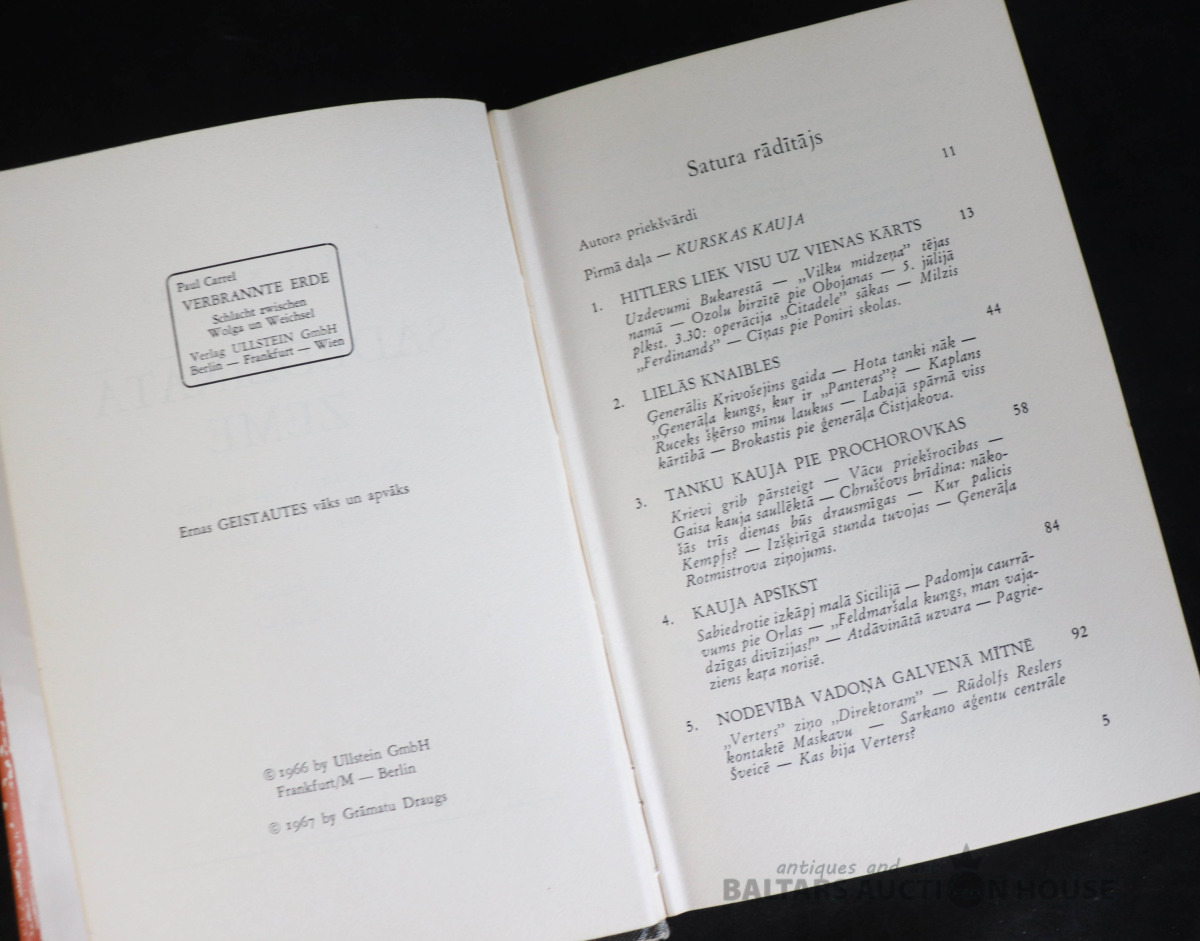 Paul Carrel
VERBRANNTE ERDE
Schlacht zwischen
Wolga un Weichsel
Verlag ULLSTEIN GmbH
Berlin — Frankfurt — Wien
Ernas GEISTAUTES vāks un apvāks
© 1966 by Ullstein GmbH
Frankfurt/M — Berlin
© 1967 by Grāmatu Draugs
Satura rādītājs
Autora priekšvārdi 11
Pirmā daļa — KURSKAS KAUJA
1. HITLERS LIEK VISU UZ VIENAS KĀRTS 13
Uzdevumi Bukarestā — „Vilku midzeņa” tējas
namā — Ozolu birzītē pie Obojanas — 5. jūlijā
plkst. 3.30: operācija „Citadele” sākas — Milzis
„Ferdinands” — Cīņas pie Poniri skolas.
2. LIELĀS KNAIBLES 44
Ģenerālis Krivošejins gaida — Hota tanki nāk —
„Ģenerāļa kungs, kur ir „Panteras”? — Kaplans
Ruceks šķērso mīnu laukus — Labajā spārnā viss
kārtībā — Brokastis pie ģenerāļa Čistjakova.
3. TANKU KAUJA PIE PROCHOROVKAS 58
Krievi grib pārsteigt — Vācu priekšrocības —
Gaisa kauja saullēktā — Chruščovs brīdina: nāko-
šās trīs dienas būs drausmīgas — Kur palicis
Kempfs? — Izšķirīgā stunda tuvojas — Ģenerāļa
Rotmistrova ziņojums.
4. KAUJA APSIKST 84
Sabiedrotie izkāpj malā Sicilijā — Padomju caurrā-
vums pie Orlas — „Feldmaršala kungs, man vaja-
dzīgas divīzijas!” — Atdāvinātā uzvara — Pagrie-
ziens kaŗa norisē.
5. NODEVĪBA VADOŅA GALVENĀ MĪTNĒ 92
„Verters” ziņo „Direktoram” — Rūdolfs Reslers
kontaktē Maskavu — Sarkano aģentu centrāle
Šveicē — Kas bija Verters?
5
antiques and
BALTARS AUCTION HOUSE